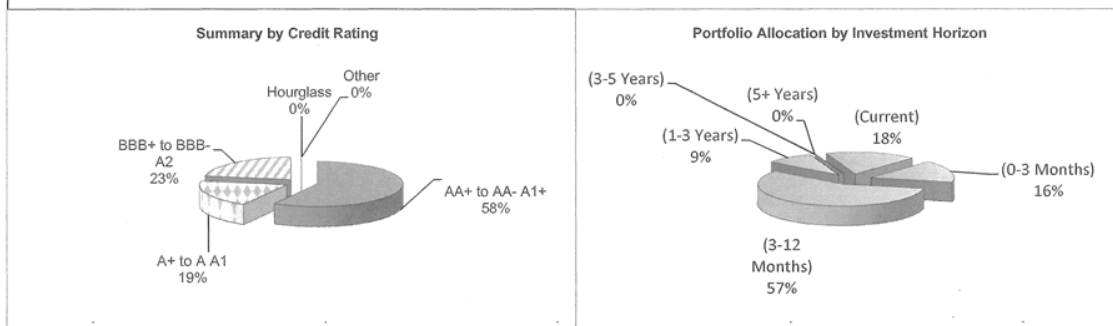 Summary by Credit Rating
Other
0%
Hourglass
0%
BBB+ to BBB-
A2
23%
AA+ to AA- A1+
58%
A+ to A A1
19%
Portfolio Allocation by Investment Horizon
(3-5 Years)
0%
(5+ Years)
0%
(Current)
18%
(1-3 Years)
9%
(0-3 Months)
16%
(3-12
Months)
57%